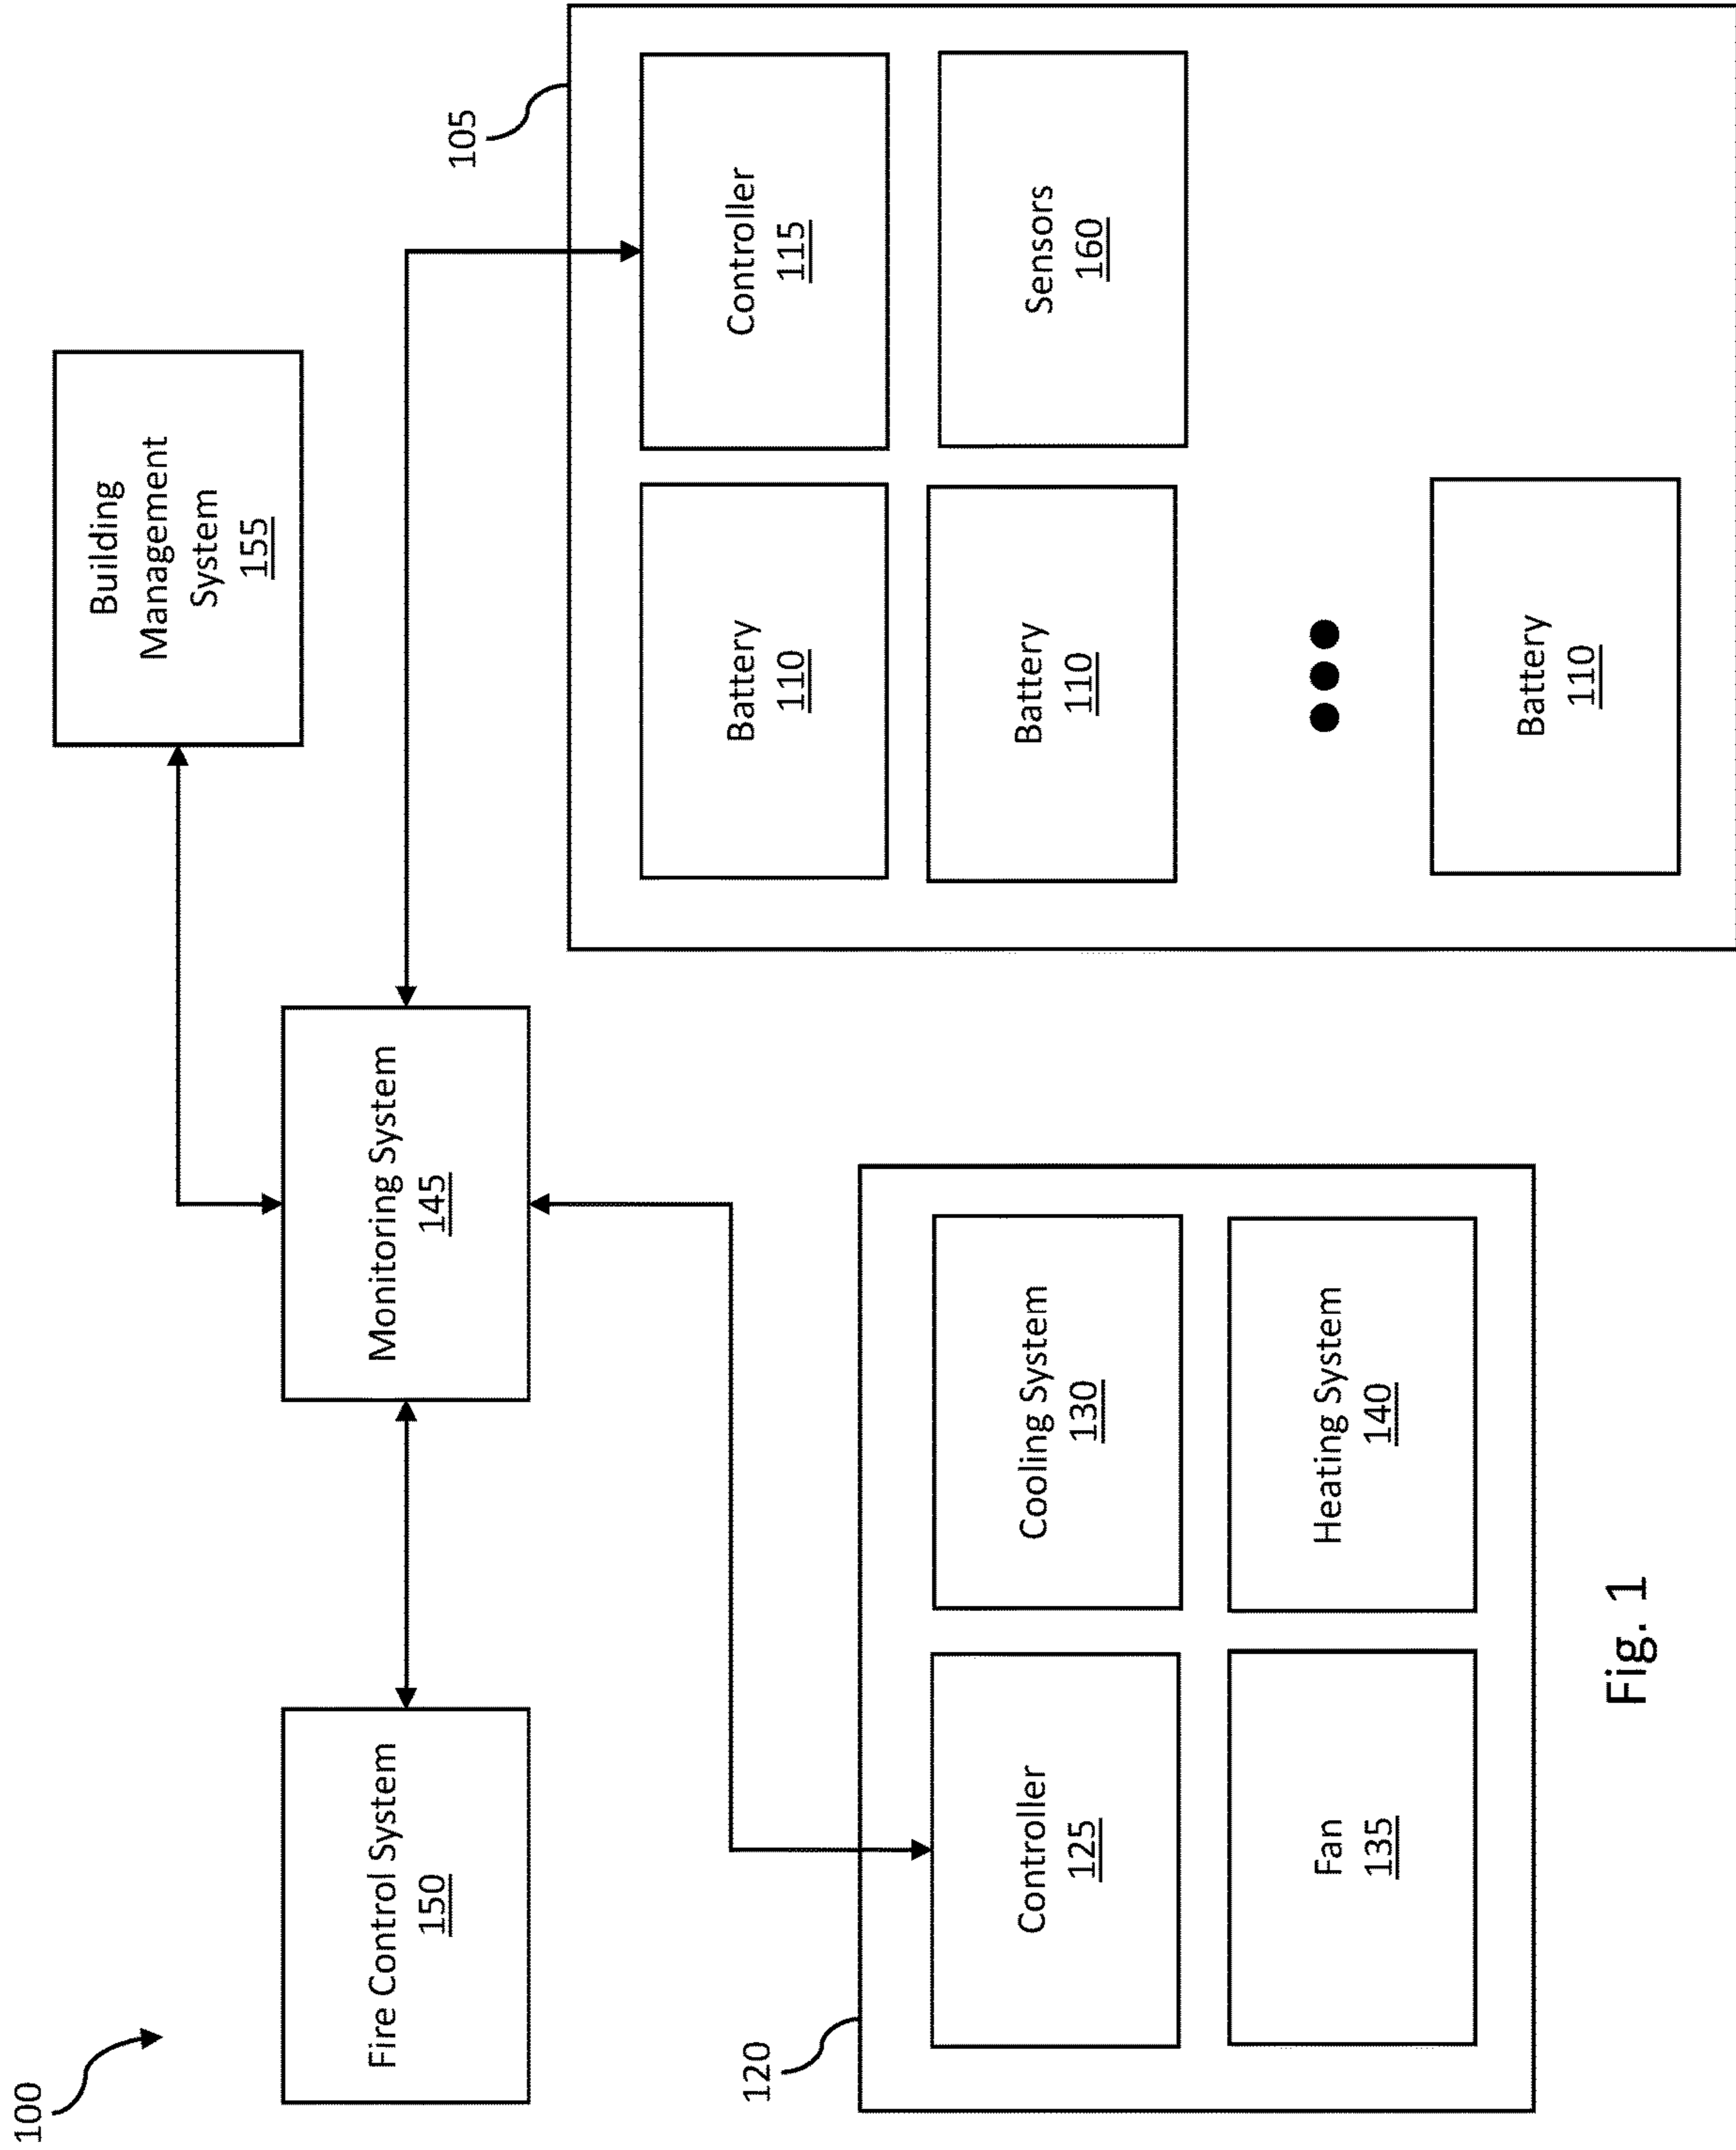 100
Fire Control System
150
Monitoring System
145
Building
Management
System
155
120
Controller
125
Cooling System
130
Fan
135
Heating System
140
105
Battery
110
Controller
115
Battery
110
Sensors
160
Battery
110
Fig. 1